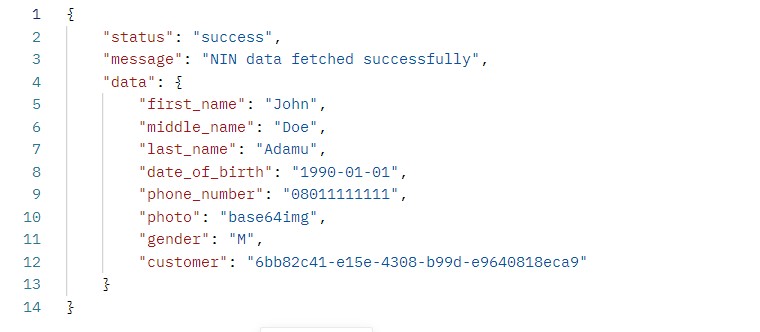 1 {
2 "status": "success",
3 "message": "NIN data fetched successfully",
4 "data": {
5 "first_name": "John",
6 "middle_name": "Doe",
7 "last_name": "Adamu",
8 "date_of_birth": "1990-01-01",
9 "phone_number": "08011111111",
10 "photo": "base64img",
11 "gender": "M",
12 "customer": "6bb82c41-e15e-4308-b99d-e9640818eca9"
13 }
14 }